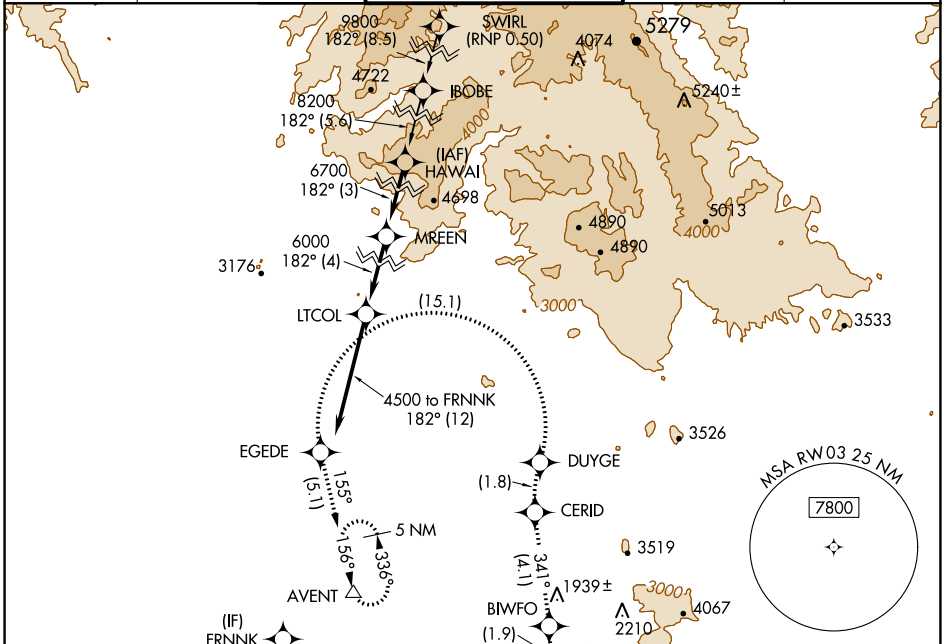 9800
182° (8.5)
SWIRL
(RNP 0.50)
4074
5279
4722
IBOBE
5240±
8200
182° (5.6)
4000
(IAF)
HAWAI
6700
182° (3)
4698
5013
4890
MREEN
4000
4890
6000
182° (4)
3176
3000
(15.1)
LTCOL
3533
4500 to FRNNK
182° (12)
3526
EGEDE
DUYGE
MSA RW03 25 NM
7800
155°
(5.1)
(1.8)
CERID
5 NM
3519
156°
336°
341°
(4.1)
1939±
3000
AVENT
BIWFO
4067
2210
(IF)
FRNNK
(1.9)